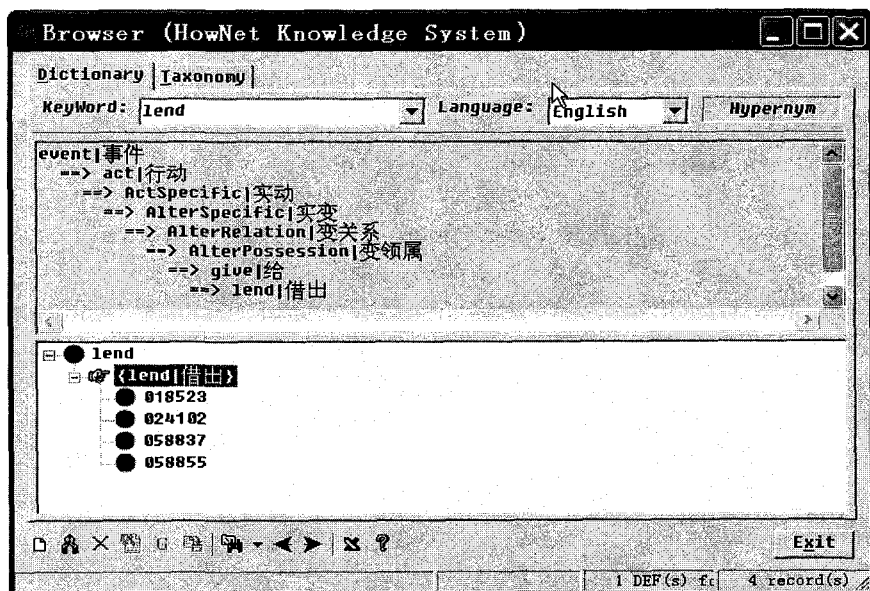 Browser (HowNet Knowledge System)
Dictionary Taxonomy
KeyWord: lend Language: English Hypernym
event|事件
==> act|行动
==> ActSpecific|实动
==> AlterSpecific|实变
==> AlterRelation|变关系
==> AlterPossession|变领属
==> give|给
==> lend|借出
lend
{lend|借出}
018523
024102
058837
058855
G
Exit
1 DEF(s) fc 4 record(s)